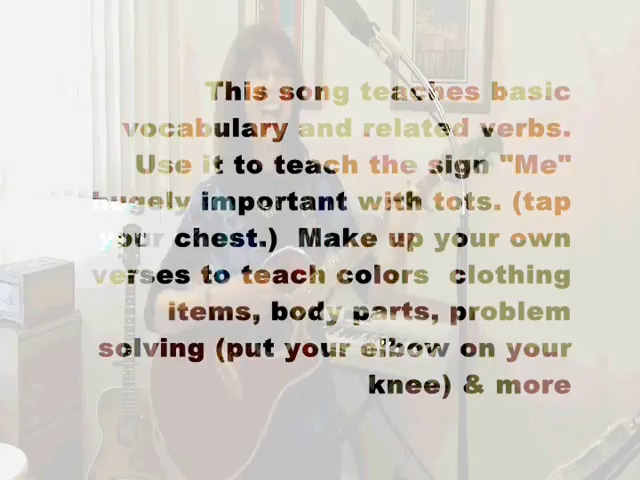 This song teaches basic
vocabulary and related verbs.
Use it to teach the sign "Me"
hugely important with tots. (tap
your chest.) Make up your own
verses to teach colors clothing
items, body parts, problem
solving (put your elbow on your
knee) & more